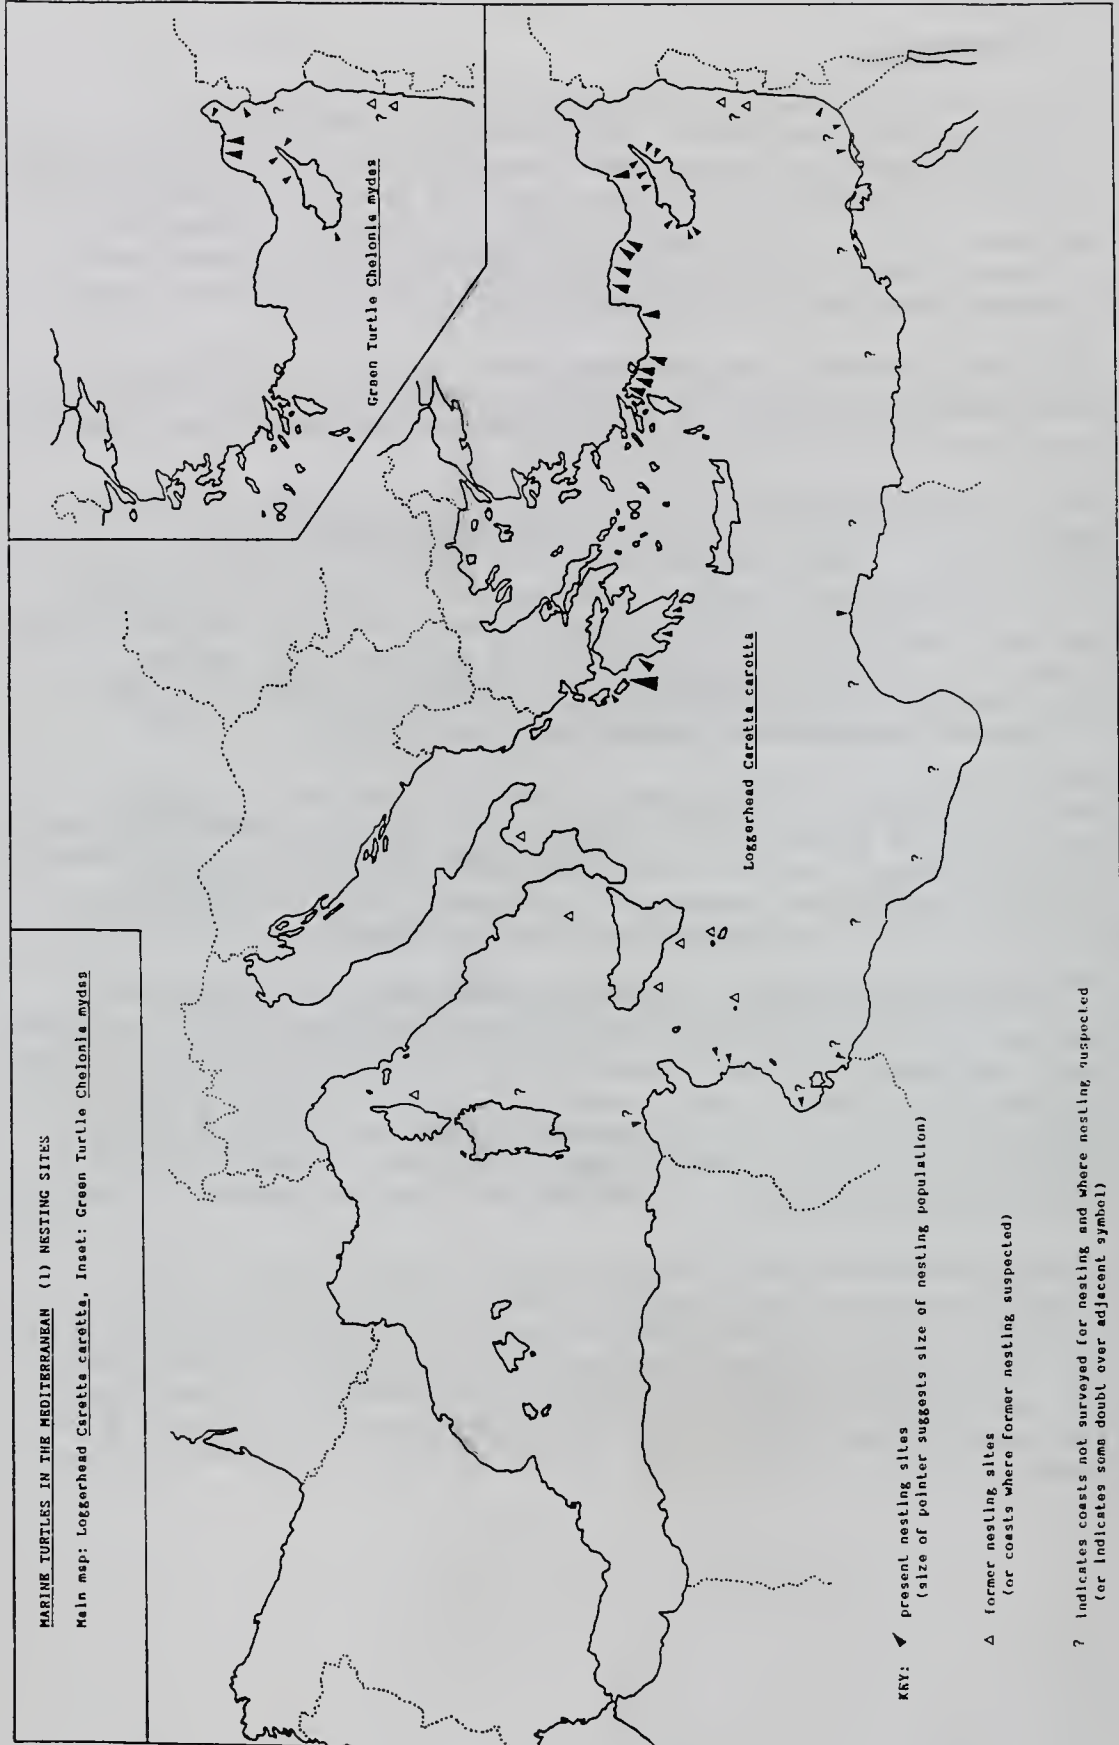 MARINE TURTLES IN THE MEDITERRANEAN (1) NESTING SITES
Main map: Loggerhead Caretta caretta, Inset: Green Turtle Chelonia mydas
Green Turtle Chelonia mydas
Loggerhead Caretta carotta
KEY: present nesting sites
(size of pointer suggests size of nesting population)
former nesting sites
(or coasts where former nesting suspected)
? Indicates coasts not surveyed for nesting and where nesting suspected
(or indicates some doubt over adjacent symbol)